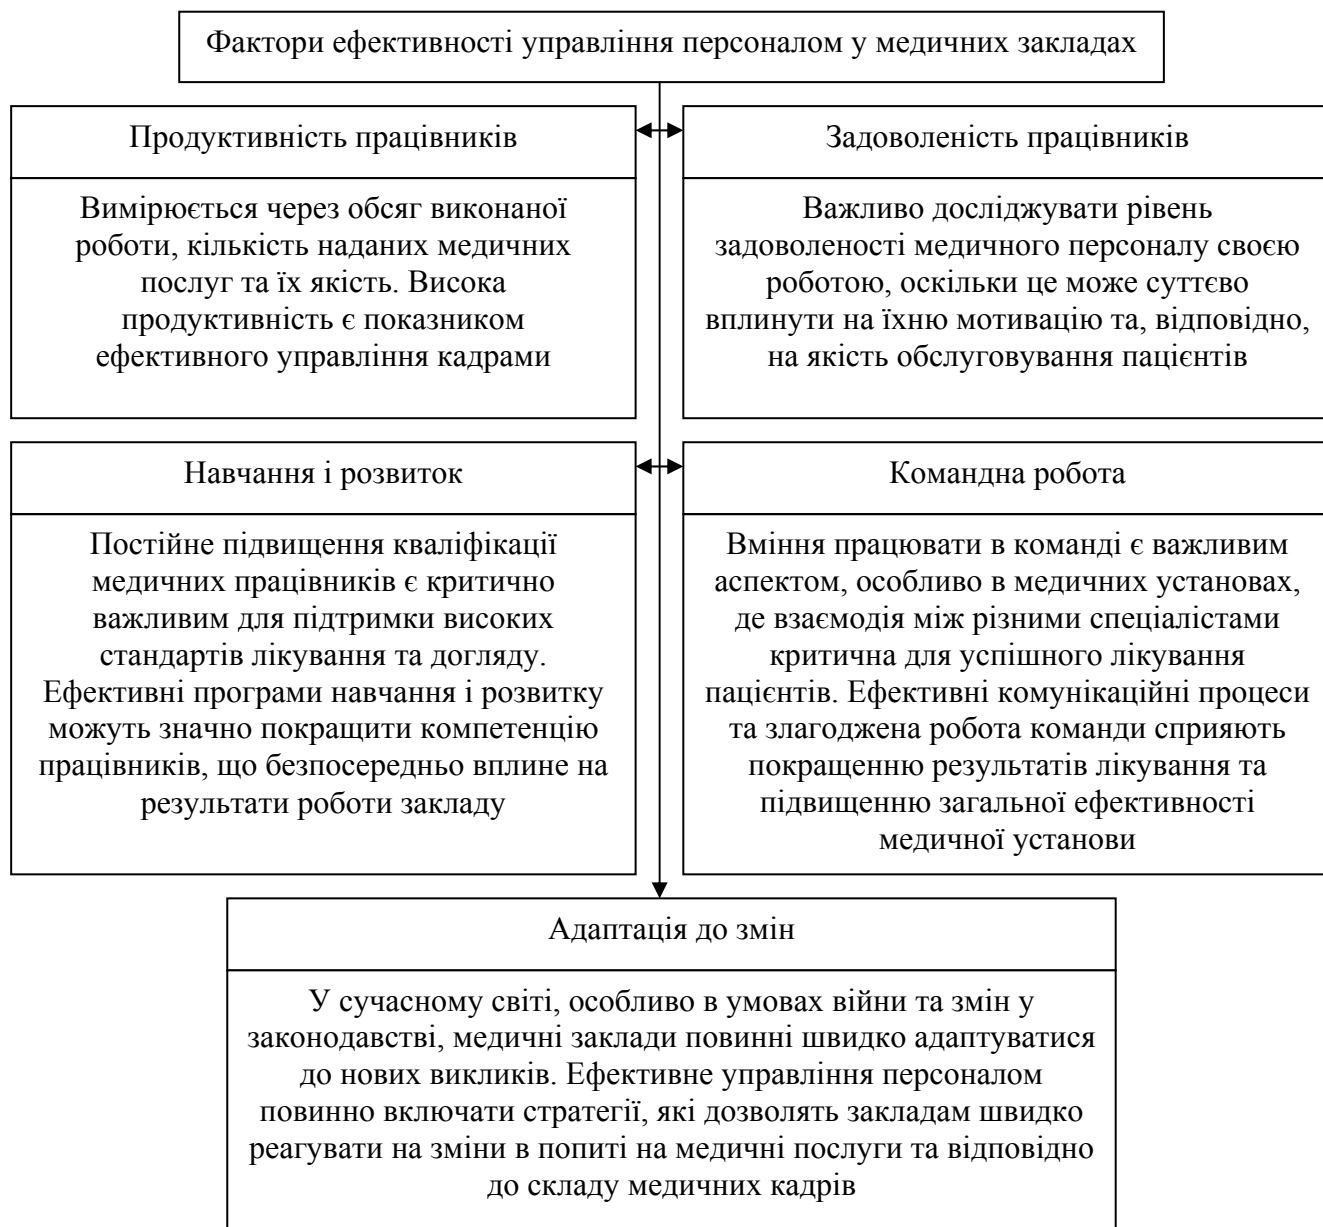 Фактори ефективності управління персоналом у медичних закладах
Продуктивність працівників
Вимірюється через обсяг виконаної
роботи, кількість наданих медичних
послуг та їх якість. Висока
продуктивність є показником
ефективного управління кадрами
Задоволеність працівників
Важливо досліджувати рівень
задоволеності медичного персоналу своєю
роботою, оскільки це може суттєво
вплинути на їхню мотивацію та, відповідно,
на якість обслуговування пацієнтів
Навчання і розвиток
Постійне підвищення кваліфікації
медичних працівників є критично
важливим для підтримки високих
стандартів лікування та догляду.
Ефективні програми навчання і розвитку
можуть значно покращити компетенцію
працівників, що безпосередньо вплине на
результати роботи закладу
Командна робота
Вміння працювати в команді є важливим
аспектом, особливо в медичних установах,
де взаємодія між різними спеціалістами
критична для успішного лікування
пацієнтів. Ефективні комунікаційні процеси
та злагоджена робота команди сприяють
покращенню результатів лікування та
підвищенню загальної ефективності
медичної установи
Адаптація до змін
У сучасному світі, особливо в умовах війни та змін у
законодавстві, медичні заклади повинні швидко адаптуватися
до нових викликів. Ефективне управління персоналом
повинно включати стратегії, які дозволять закладам швидко
реагувати на зміни в попиті на медичні послуги та відповідно
до складу медичних кадрів